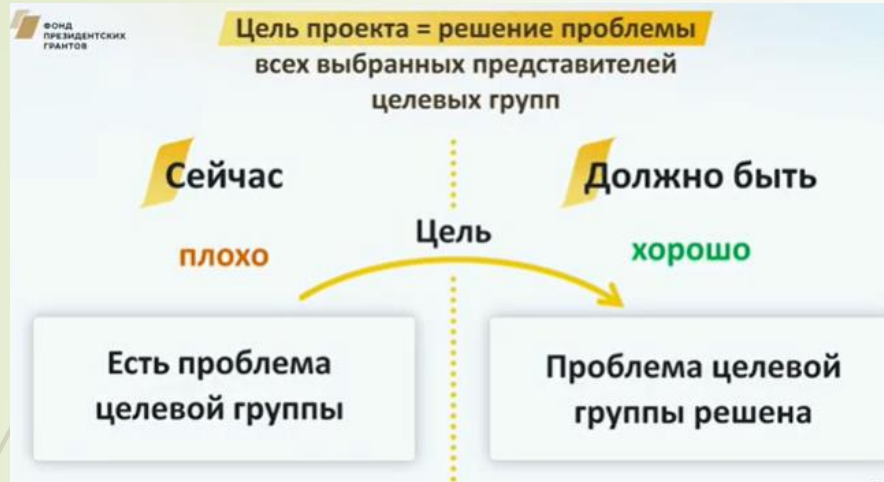 ФОНД
ПРЕЗИДЕНТСКИХ
ГРАНТОВ
Цель проекта = решение проблемы
всех выбранных представителей
целевых групп
Сейчас
Должно быть
Цель
плохо
хорошо
Есть проблема
целевой группы
Проблема целевой
группы решена